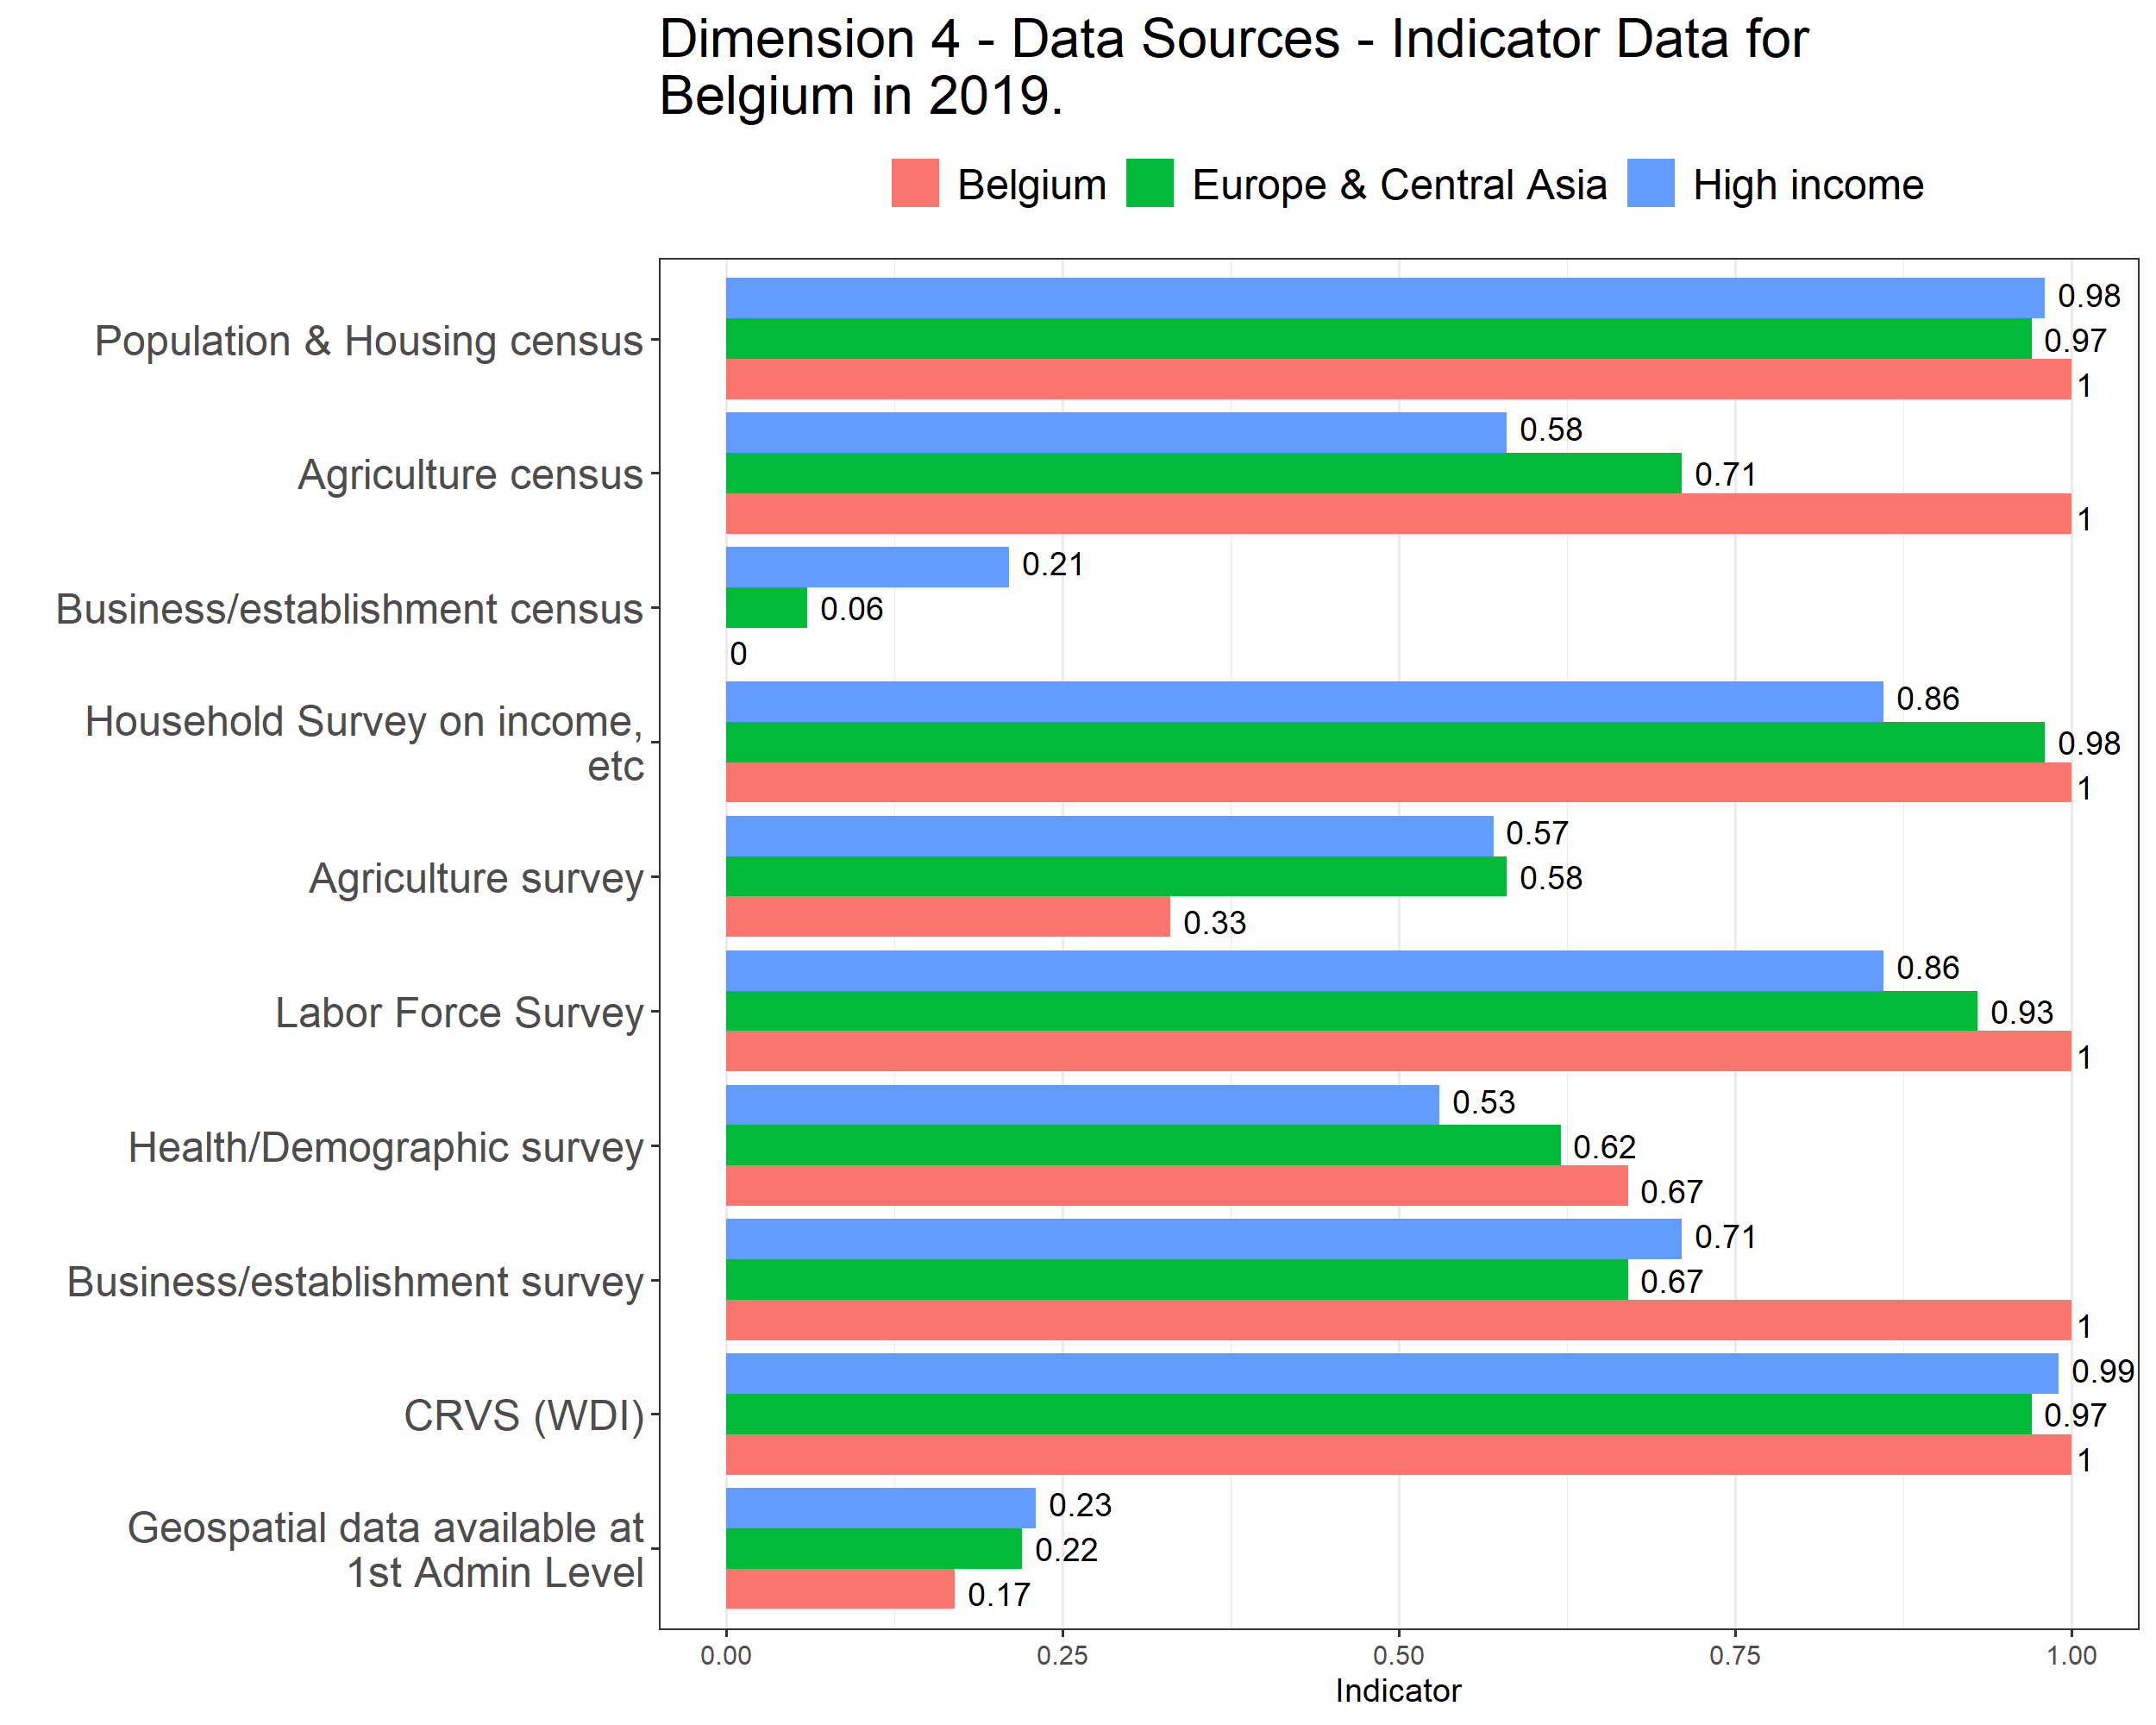 Dimension 4 - Data Sources - Indicator Data for
Belgium in 2019.
Belgium
Europe & Central Asia
High income
Population & Housing census
0.98
0.97
1
Agriculture census
0.58
0.71
1
Business/establishment census
0.21
0.06
0
Household Survey on income,
etc
0.86
0.98
1
Agriculture survey
0.57
0.58
0.33
Labor Force Survey
0.86
0.93
1
Health/Demographic survey
0.53
0.62
0.67
Business/establishment survey
0.71
0.67
1
CRVS (WDI)
0.99
0.97
1
Geospatial data available at
1st Admin Level
0.23
0.22
0.17
0.00 0.25 0.50 0.75 1.00
Indicator